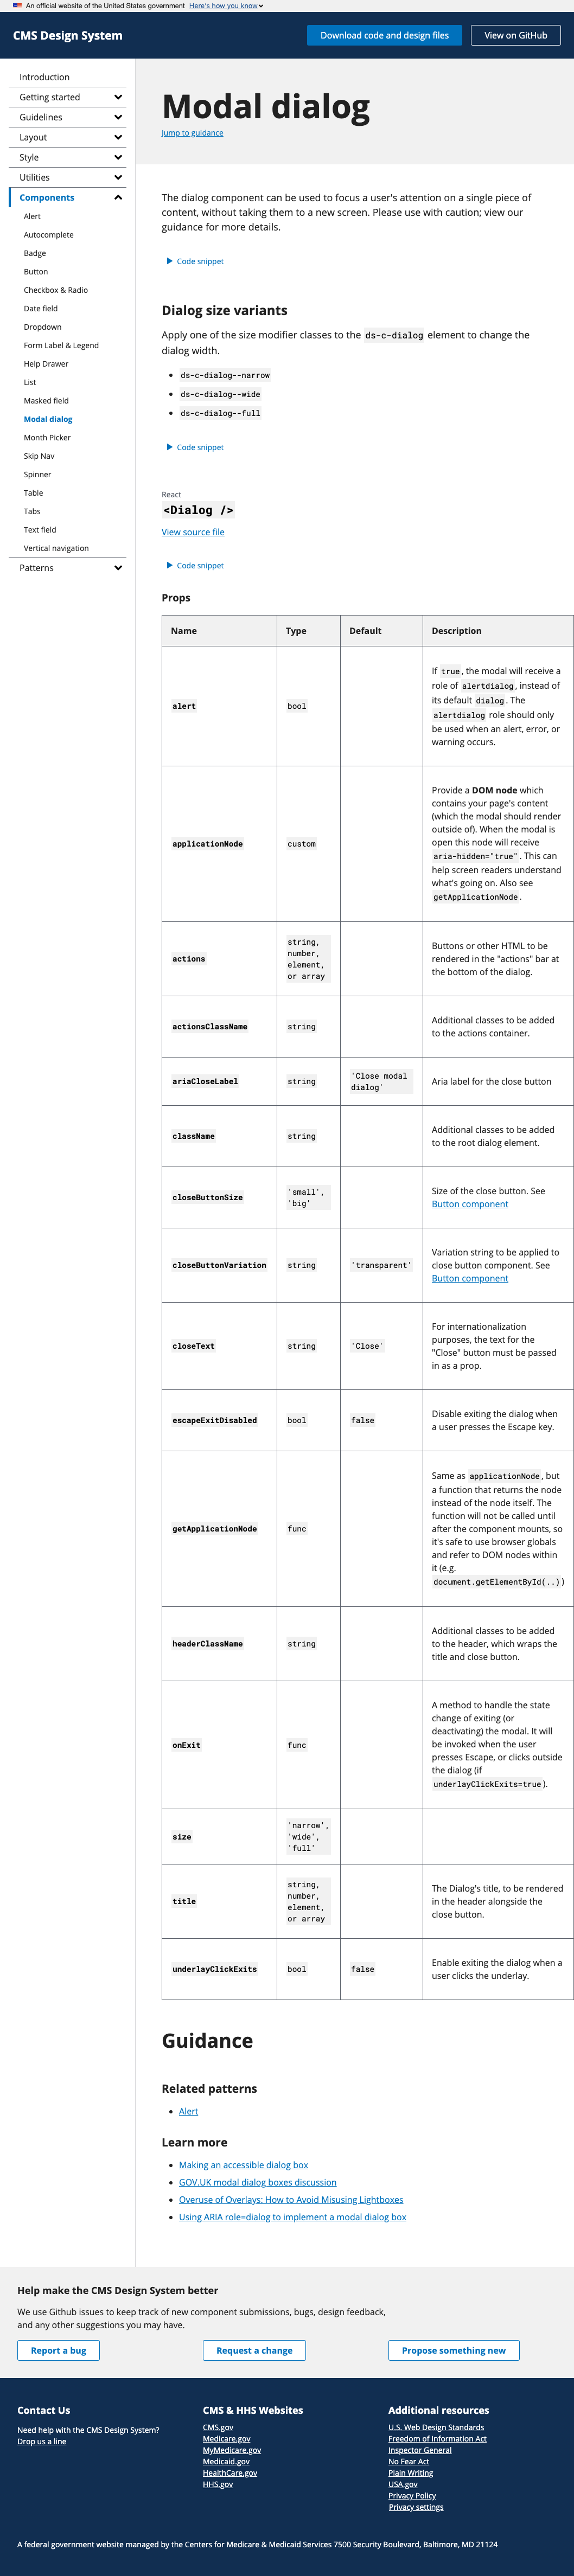 An official website of the United States government Here's how you know
CMS Design System
Download code and design files
View on GitHub
Introduction
Getting started
Guidelines
Layout
Style
Utilities
Components
Alert
Autocomplete
Badge
Button
Checkbox & Radio
Date field
Dropdown
Form Label & Legend
Help Drawer
List
Masked field
Modal dialog
Month Picker
Skip Nav
Spinner
Table
Tabs
Text field
Vertical navigation
Patterns
Modal dialog
Jump to guidance
The dialog component can be used to focus a user's attention on a single piece of
content, without taking them to a new screen. Please use with caution; view our
guidance for more details.
Code snippet
Dialog size variants
Apply one of the size modifier classes to the ds-c-dialog element to change the
dialog width.
ds-c-dialog--narrow
ds-c-dialog--wide
ds-c-dialog--full
Code snippet
React
<Dialog />
View source file
Code snippet
Props
Name Type Default Description
alert bool
If true, the modal will receive a
role of alertdialog, instead of
its default dialog. The
alertdialog role should only
be used when an alert, error, or
warning occurs.
applicationNode custom
Provide a DOM node which
contains your page's content
(which the modal should render
outside of). When the modal is
open this node will receive
aria-hidden="true". This can
help screen readers understand
what's going on. Also see
getApplicationNode.
actions
string,
number,
element,
or array
Buttons or other HTML to be
rendered in the "actions" bar at
the bottom of the dialog.
actionsClassName string
Additional classes to be added
to the actions container.
ariaCloseLabel string
'Close modal
dialog'
Aria label for the close button
className string
Additional classes to be added
to the root dialog element.
closeButtonSize
'small',
'big'
Size of the close button. See
Button component
closeButtonVariation string 'transparent'
Variation string to be applied to
close button component. See
Button component
closeText string 'Close'
For internationalization
purposes, the text for the
"Close" button must be passed
in as a prop.
escapeExitDisabled bool false
Disable exiting the dialog when
a user presses the Escape key.
getApplicationNode func
Same as applicationNode, but
a function that returns the node
instead of the node itself. The
function will not be called until
after the component mounts, so
it's safe to use browser globals
and refer to DOM nodes within
it (e.g.
document.getElementById(..))
headerClassName string
Additional classes to be added
to the header, which wraps the
title and close button.
onExit func
A method to handle the state
change of exiting (or
deactivating) the modal. It will
be invoked when the user
presses Escape, or clicks outside
the dialog (if
underlayClickExits=true).
size
'narrow',
'wide',
'full'
title
string,
number,
element,
or array
The Dialog's title, to be rendered
in the header alongside the
close button.
underlayClickExits bool false
Enable exiting the dialog when a
user clicks the underlay.
Guidance
Related patterns
Alert
Learn more
Making an accessible dialog box
GOV.UK modal dialog boxes discussion
Overuse of Overlays: How to Avoid Misusing Lightboxes
Using ARIA role=dialog to implement a modal dialog box
Help make the CMS Design System better
We use Github issues to keep track of new component submissions, bugs, design feedback,
and any other suggestions you may have.
Report a bug
Request a change
Propose something new
Contact Us
Need help with the CMS Design System?
Drop us a line
CMS & HHS Websites
CMS.gov
Medicare.gov
MyMedicare.gov
Medicaid.gov
HealthCare.gov
HHS.gov
Additional resources
U.S. Web Design Standards
Freedom of Information Act
Inspector General
No Fear Act
Plain Writing
USA.gov
Privacy Policy
Privacy settings
A federal government website managed by the Centers for Medicare & Medicaid Services 7500 Security Boulevard, Baltimore, MD 21124